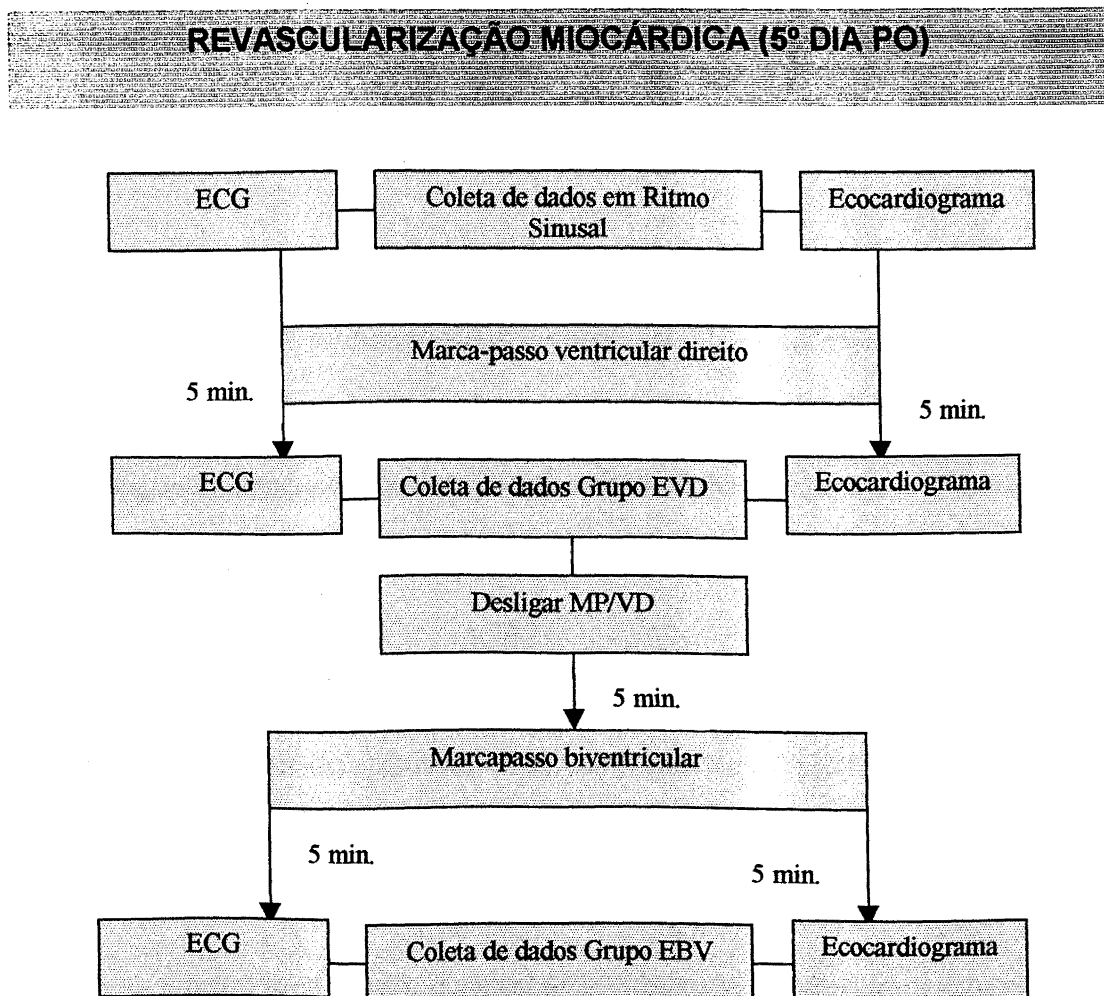 REVASCULARIZAÇÃO MIOCÁRDICA (5º DIA PO)
ECG
Coleta de dados em Ritmo
Sinusal
Ecocardiograma
Marca-passo ventricular direito
5 min.
5 min.
ECG
Coleta de dados Grupo EVD
Ecocardiograma
Desligar MP/VD
5 min.
Marcapasso biventricular
5 min.
5 min.
ECG
Coleta de dados Grupo EBV
Ecocardiograma